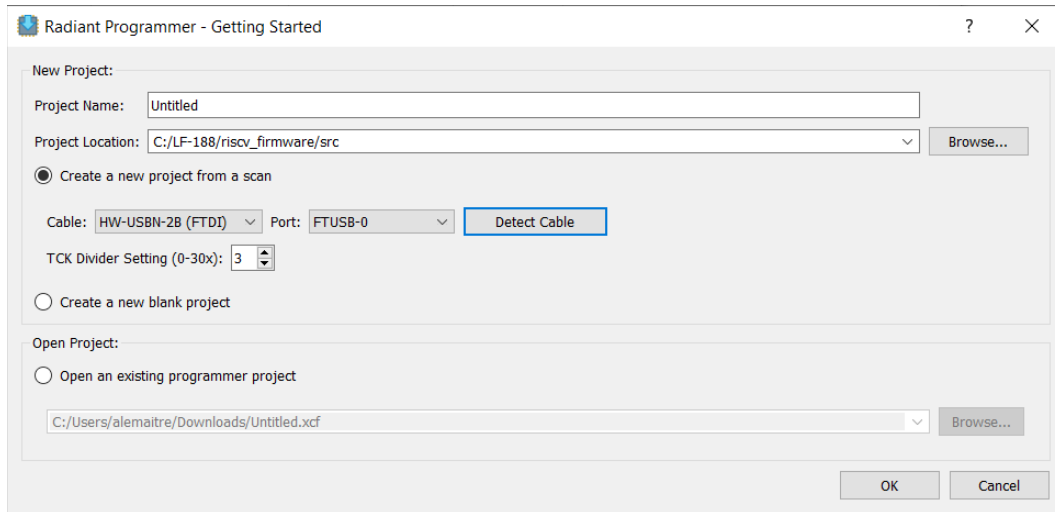 Radiant Programmer - Getting Started ?
New Project:
Project Name: Untitled
Project Location: C:/LF-188/riscv_firmware/src Browse...
Create a new project from a scan
Cable: HW-USBN-2B (FTDI) Port: FTUSB-0 Detect Cable
TCK Divider Setting (0-30x): 3
Create a new blank project
Open Project:
Open an existing programmer project
C:/Users/alemaitre/Downloads/Untitled.xcf Browse...
OK Cancel